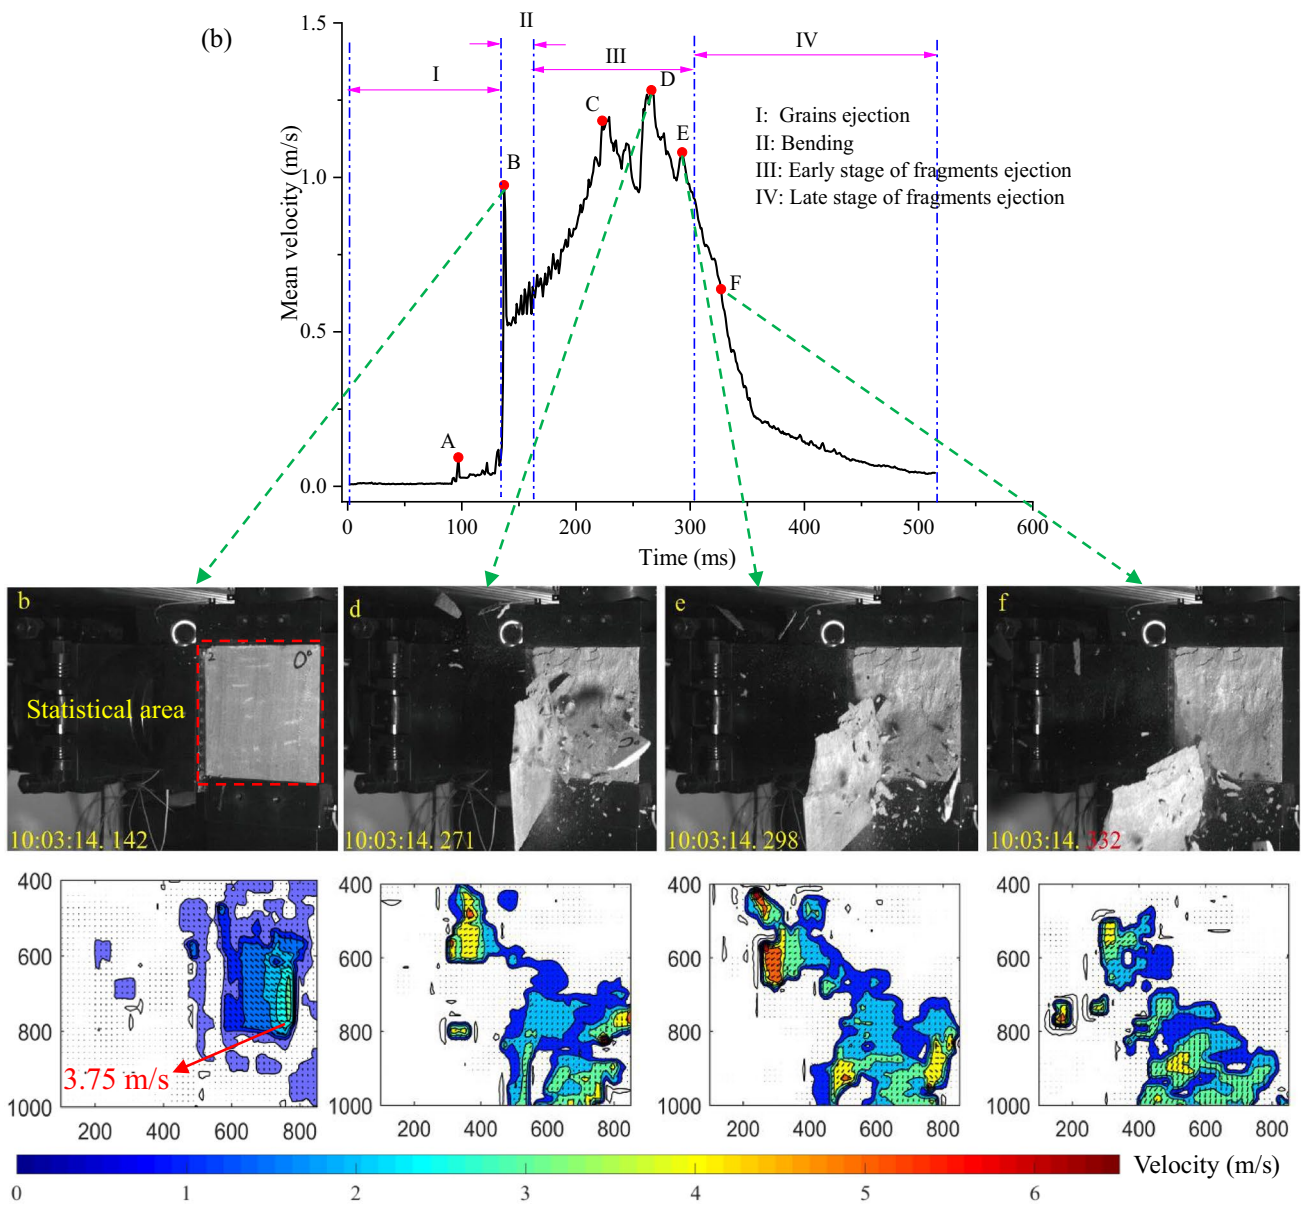 (b)
II
1.5
I
III
IV
D
C
E
B
I: Grains ejection
II: Bending
III: Early stage of fragments ejection
IV: Late stage of fragments ejection
1.0
Mean velocity (m/s)
F
0.5
A
0.0
0 100 200 300 400 500 600
Time (ms)
b
0°
2
Statistical area
10:03:14. 142
d
10:03:14. 271
e
10:03:14. 298
f
10:03:14. 332
400
600
800
1000
200 400 600 800
3.75 m/s
400
600
800
1000
200 400 600 800
400
600
800
1000
200 400 600 800
400
600
800
1000
200 400 600 800
0 1 2 3 4 5 6
Velocity (m/s)